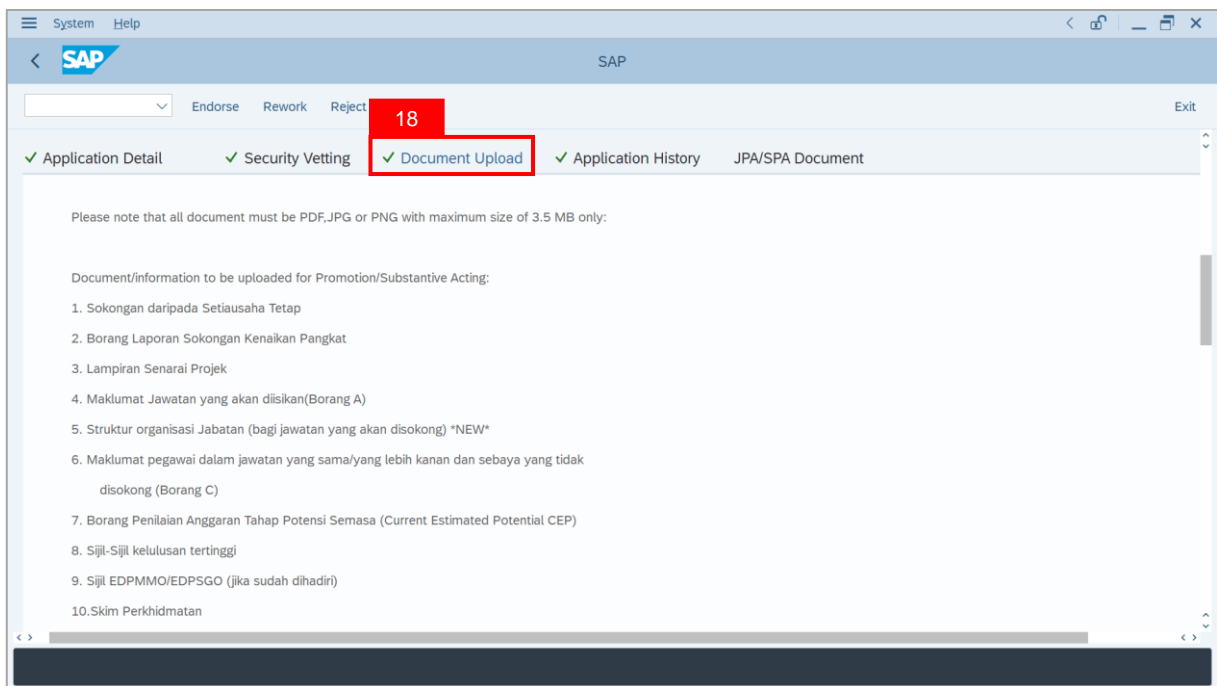 System Help
SAP
SAP
Endorse Rework Reject
Exit
18
Application Detail Security Vetting Document Upload Application History JPA/SPA Document
Please note that all document must be PDF,JPG or PNG with maximum size of 3.5 MB only:
Document/information to be uploaded for Promotion/Substantive Acting:
1. Sokongan daripada Setiausaha Tetap
2. Borang Laporan Sokongan Kenaikan Pangkat
3. Lampiran Senarai Projek
4. Maklumat Jawatan yang akan diisikan(Borang A)
5. Struktur organisasi Jabatan (bagi jawatan yang akan disokong) *NEW*
6. Maklumat pegawai dalam jawatan yang sama/yang lebih kanan dan sebaya yang tidak
disokong (Borang C)
7. Borang Penilaian Anggaran Tahap Potensi Semasa (Current Estimated Potential CEP)
8. Sijil-Sijil kelulusan tertinggi
9. Sijil EDPMMO/EDPSGO (jika sudah dihadiri)
10.Skim Perkhidmatan